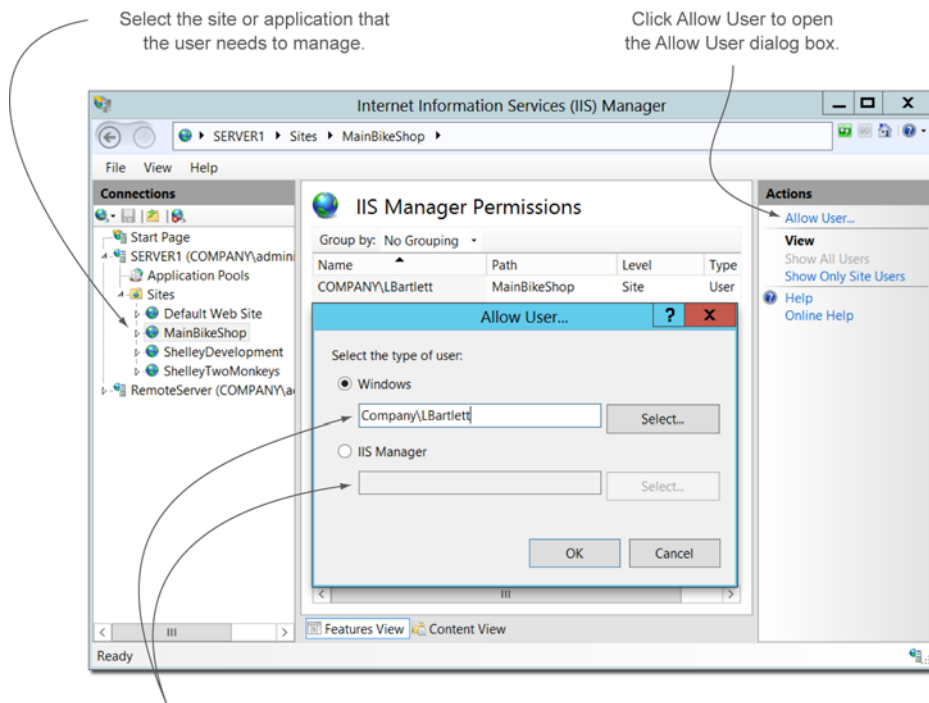 Select the site or application that
the user needs to manage.
Click Allow User to open
the Allow User dialog box.
Internet Information Services (IIS) Manager
SERVER1 Sites MainBikeShop
File View Help
Connections
Start Page
SERVER1 (COMPANY\admini
Application Pools
Sites
Default Web Site
MainBikeShop
ShelleyDevelopment
ShelleyTwoMonkeys
RemoteServer (COMPANY\a
IIS Manager Permissions
Group by: No Grouping
Name Path Level Type
COMPANY\LBartlett MainBikeShop Site User
Allow User... ? X
Select the type of user:
Windows
Company\LBartlett
Select...
IIS Manager
Select...
OK Cancel
Features View Content View
Actions
Allow User...
View
Show All Users
Show Only Site Users
Help
Online Help
Ready